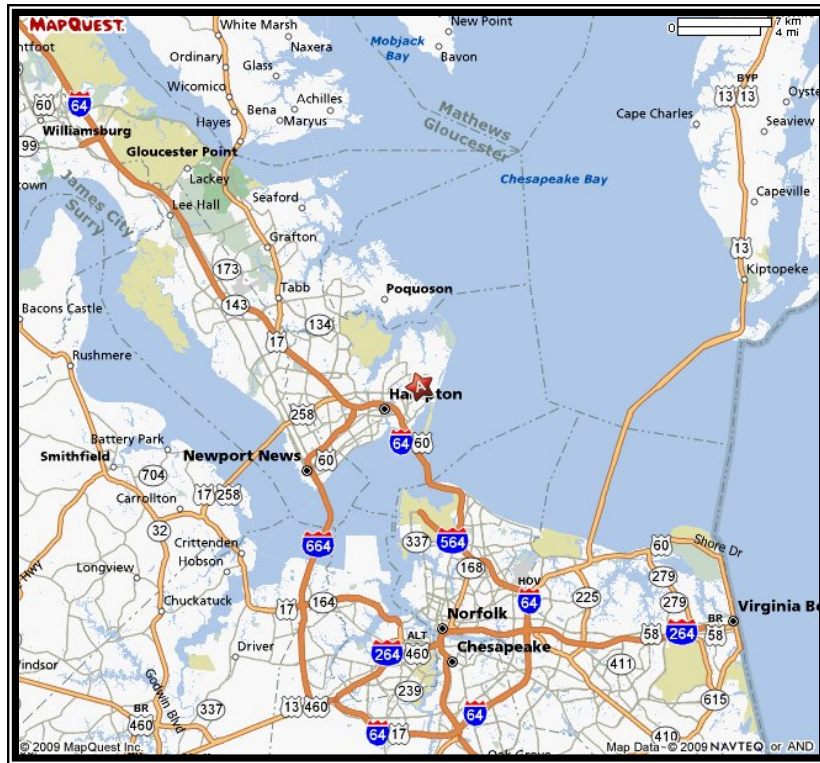 MAPQUEST.
0
7 km
4 mi
White Marsh
New Point
Naxera
Mobjack
Bay
Bavon
Ordinary
Glass
BYP
13
13
Wicomico
Achilles
60
64
Bena
Maryus
Cape Charles
Seaview
Hayes
Mathews
Gloucester
Williamsburg
Gloucester Point
Chesapeake Bay
Lackey
James City
Surry
Lee Hall
Seaford
Capeville
Grafton
13
173
Kiptopeke
Tabb
Poquoson
143
Bacons Castle
134
17
Rushmere
A
258
Hampton
Battery Park
64
60
Smithfield
Newport News
60
704
17
258
Carrollton
32
664
337
564
60
Shore Dr
Crittenden
168
Hobson
HOV
279
Longview
64
225
279
Chuckatuck
17
164
Norfolk
BR
58
ALT
58
264
264
460
Chesapeake
Driver
411
239
615
Godwin Blvd
BR
460
337
13
460
64
64
17
410
Oak Grove
© 2009 MapQuest Inc.
Map Data © 2009 NAVTEQ or AND